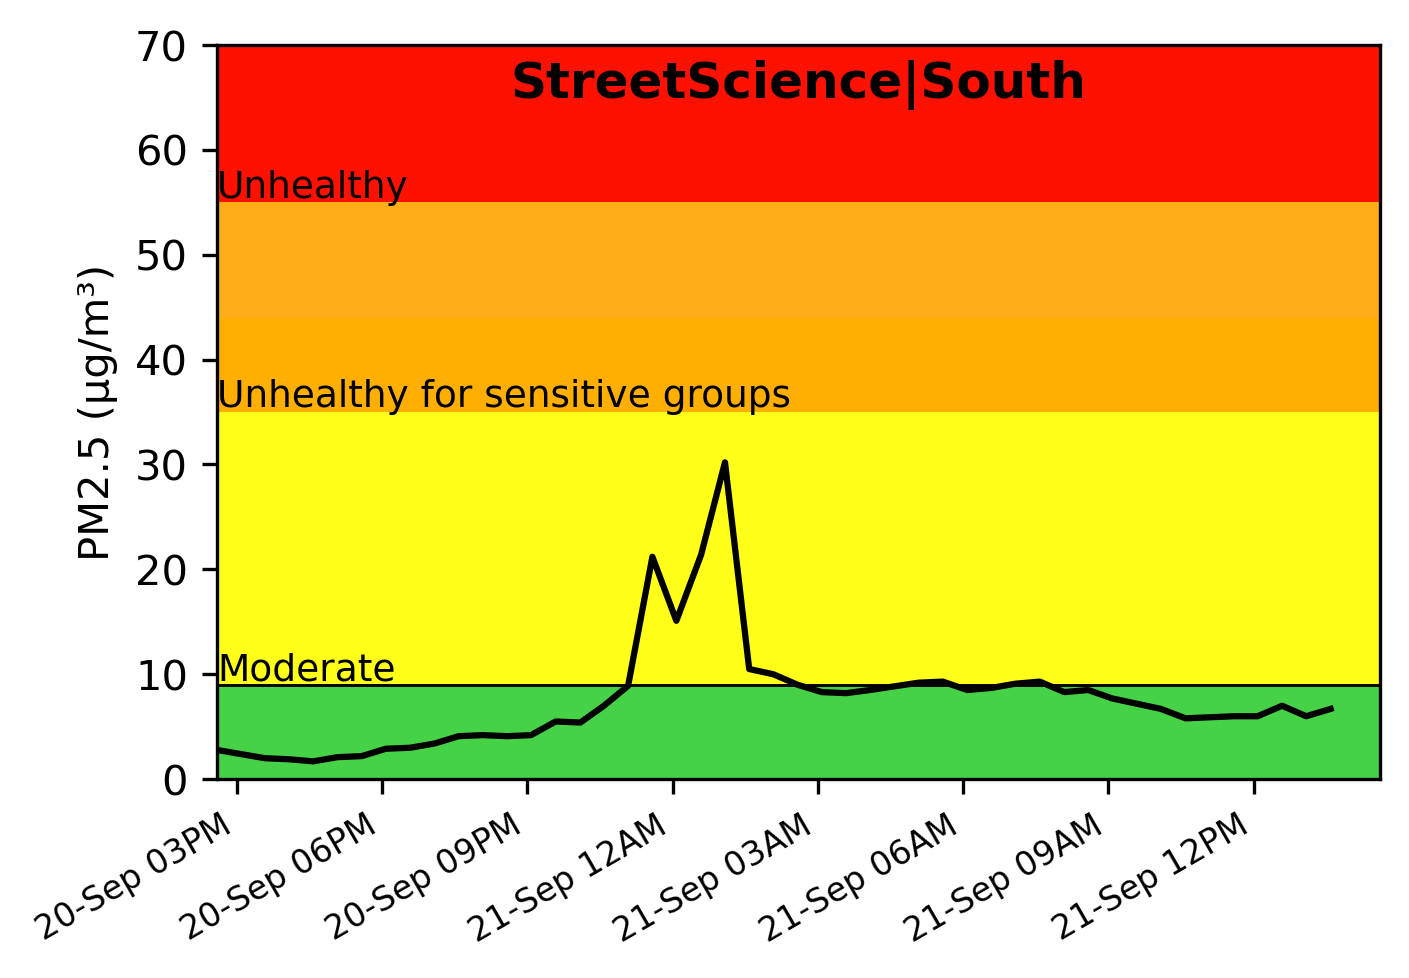 StreetScience|South
PM2.5 (µg/m³)
70
60
50
40
30
20
10
0
Unhealthy
Unhealthy for sensitive groups
Moderate
20-Sep 03PM
20-Sep 06PM
20-Sep 09PM
21-Sep 12AM
21-Sep 03AM
21-Sep 06AM
21-Sep 09AM
21-Sep 12PM